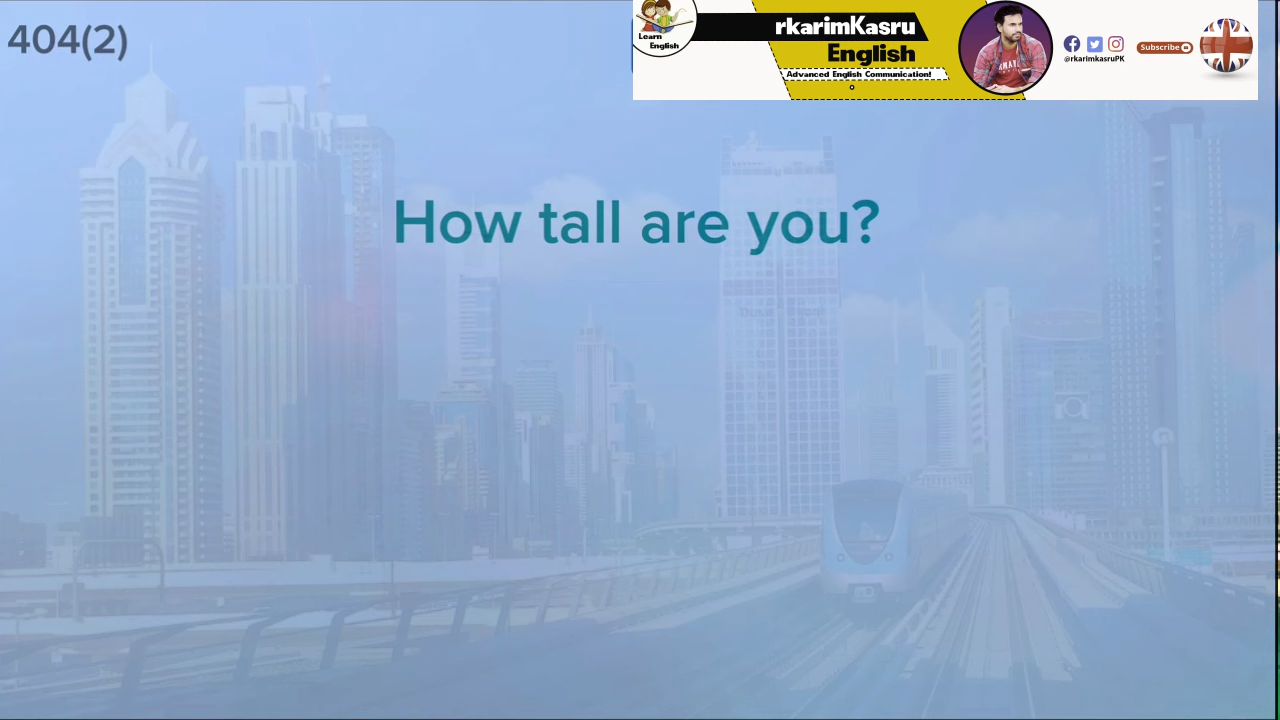 404(2)
Learn
English
rkarimKasru
English
Advanced English Communication!
@rkarimkasruPK
Subscribe
How tall are you?